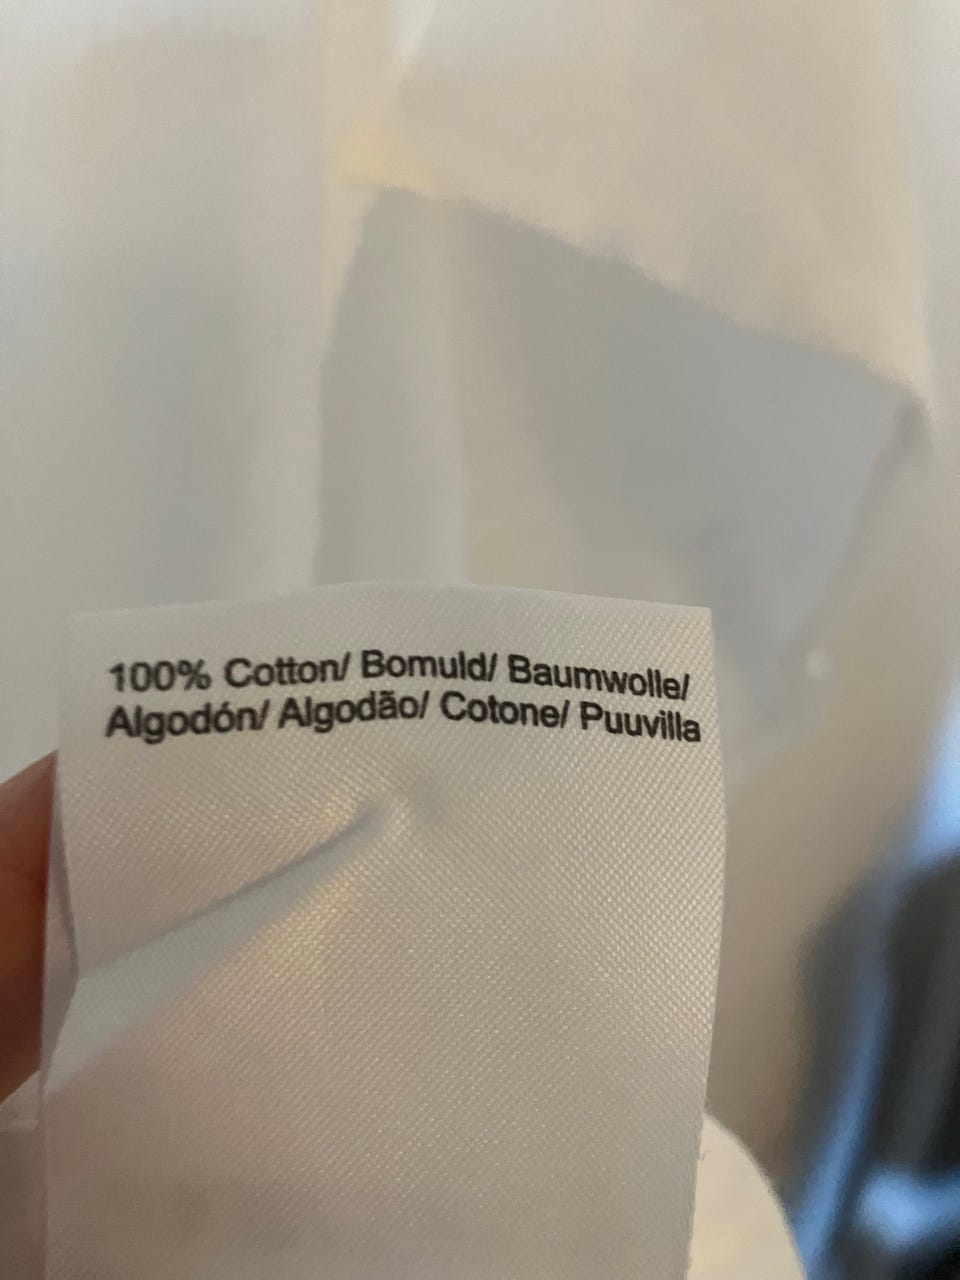 100% Cotton/ Bomuld/ Baumwolle/
Algodón/ Algodão/ Cotone/ Puuvilla